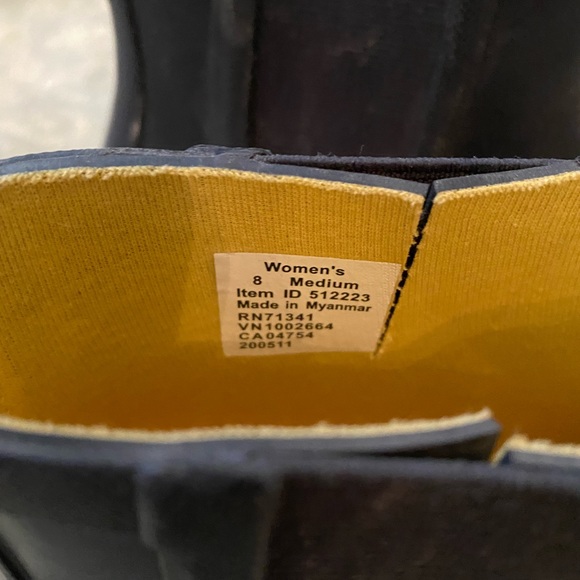 Women's
8 Medium
Item ID 512223
Made in Myanmar
RN71341
VN1002664
CA04754
200511